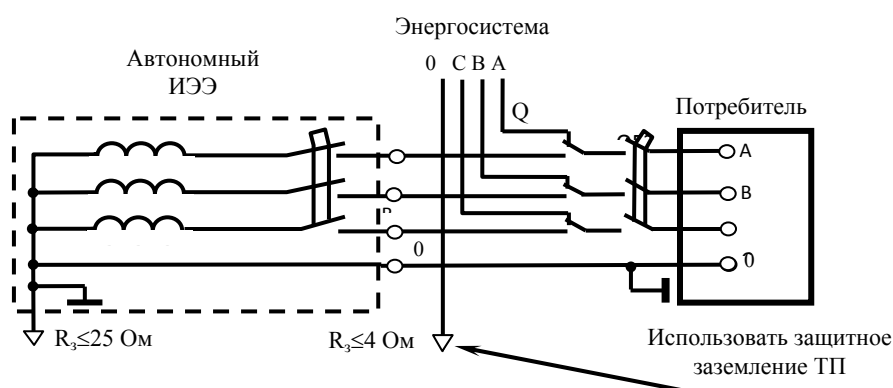 Энергосистема
Автономный
ИЭЭ
0 С В А
Q
Потребитель
А
В
0
0
Rз≤25 Ом
Rз≤4 Ом
Использовать защитное
заземление ТП